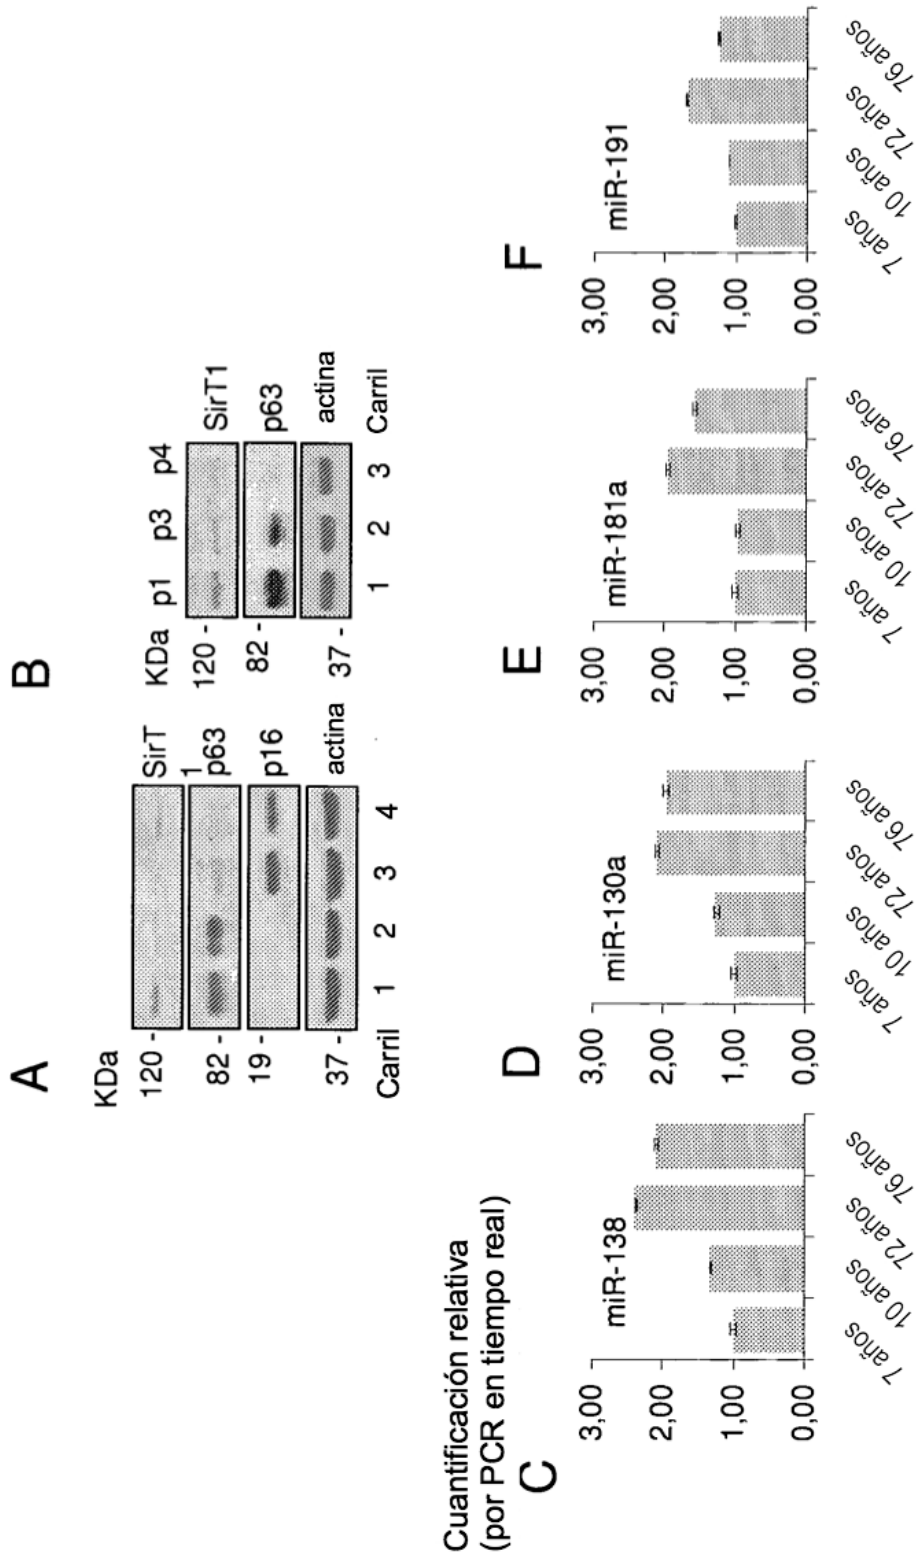 A
KDa
120 -
SirT
1
82 -
p63
19 -
p16
37 -
actina
Carril
1 2 3 4
B
KDa p1 p3 p4
120 -
SirT1
82 -
p63
37 -
actina
1 2 3 Carril
Cuantificación relativa
(por PCR en tiempo real)
C
miR-138
3,00
2,00
1,00
0,00
7 años
10 años
72 años
76 años
D
miR-130a
3,00
2,00
1,00
0,00
7 años
10 años
72 años
76 años
E
miR-181a
3,00
2,00
1,00
0,00
7 años
10 años
72 años
76 años
F
miR-191
3,00
2,00
1,00
0,00
7 años
10 años
72 años
76 años